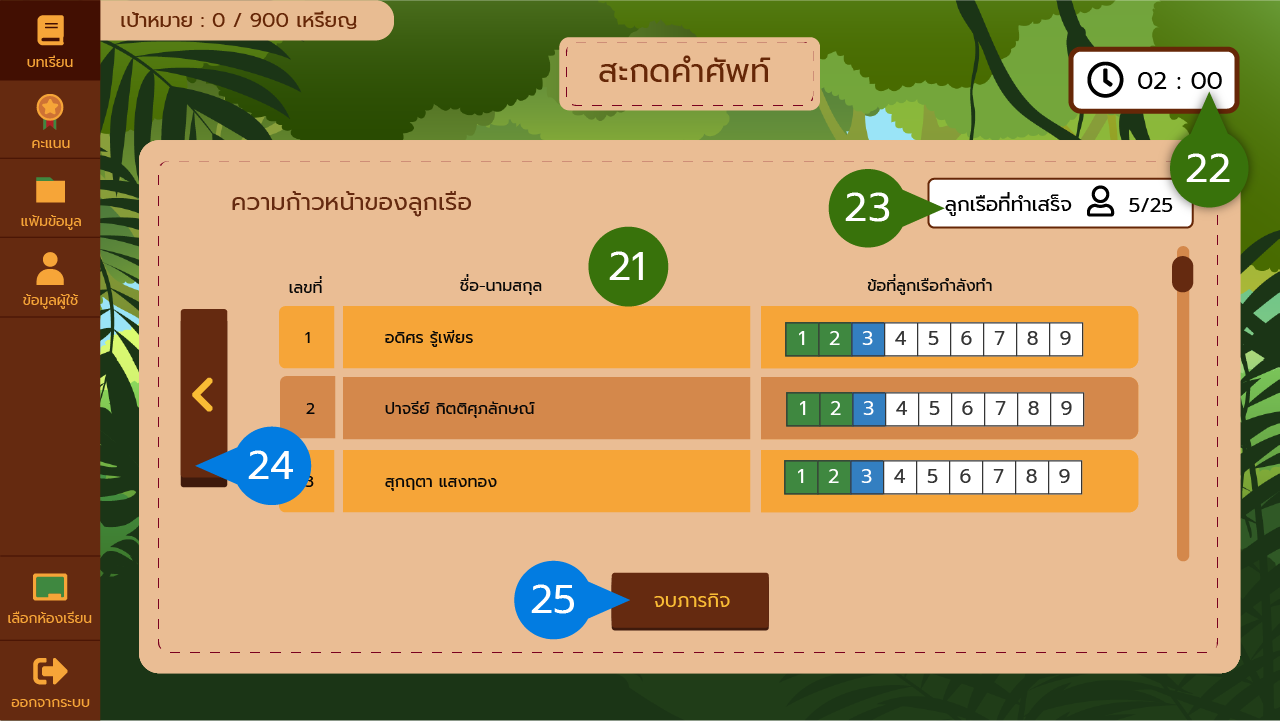 เป้าหมาย : 0 / 900 เหรียญ
บทเรียน
คะแนน
แฟ้มข้อมูล
ข้อมูลผู้ใช้
เลือกห้องเรียน
ออกจากระบบ
สะกดคำศัพท์
02 : 00
22
ความก้าวหน้าของลูกเรือ
23
ลูกเรือที่ทำเสร็จ 5/25
21
เลขที่ ชื่อ-นามสกุล ข้อที่ลูกเรือกำลังทำ
1 อดิศร รู้เพียร 1 2 3 4 5 6 7 8 9
2 ปาจรีย์ กิตติศุภลักษณ์ 1 2 3 4 5 6 7 8 9
24
3 สุกฤตา แสงทอง 1 2 3 4 5 6 7 8 9
25
จบภารกิจ